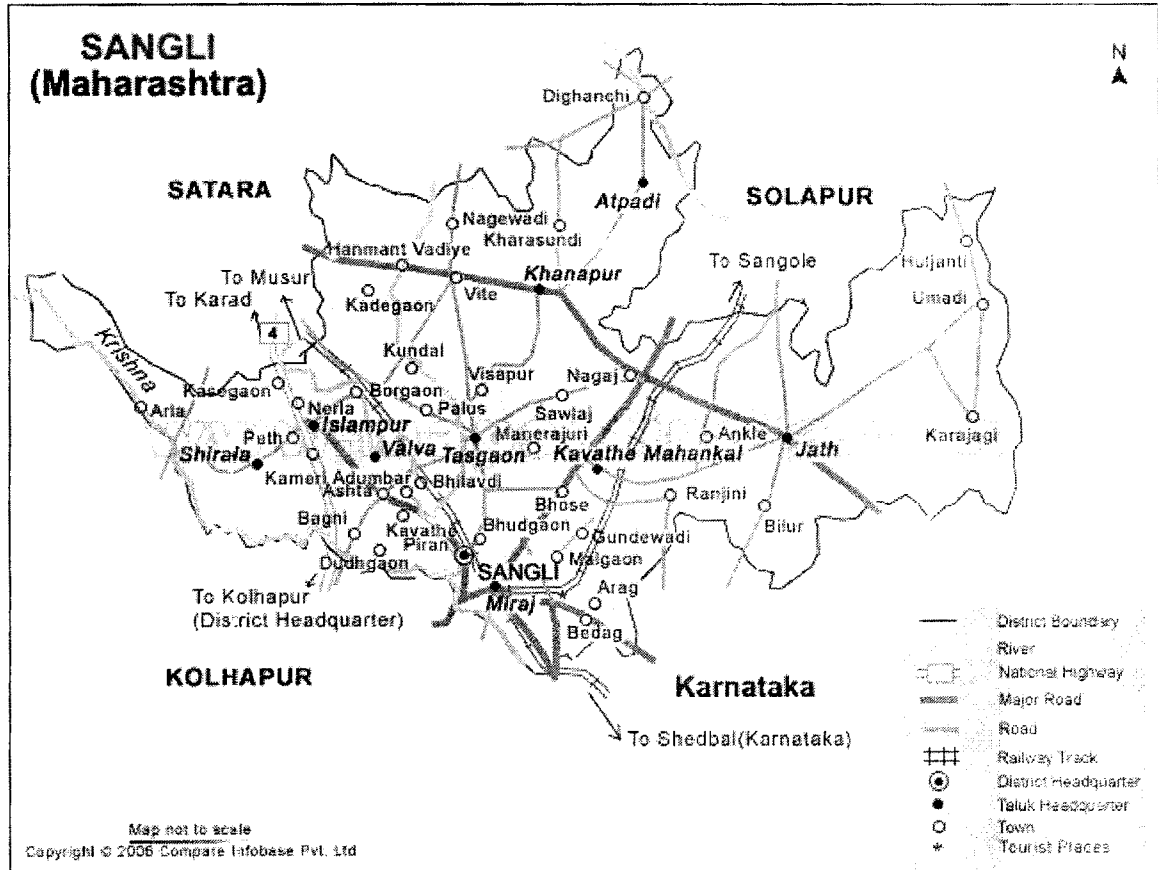 SANGLI
(Maharashtra)
N
Dighanchi
SATARA
Atpadi
SOLAPUR
Nagewadi
Kharasundi
Hanmant Vadiye
Khanapur
To Sangole
Hutjanti
To Musur
Vite
Umadi
To Karad
Kadegaon
4
Krishna
Kundal
Visapur
Nagaj
Kasegaon
Borgaon
Arla
Nerla
Palus
Sawlaj
Islampur
Karajagi
Peth
Manerajuri
Ankle
Jath
Shirala
Valva
Tasgaon
Kavathe Mahankal
Kameri
Adumbar
Bhilavdi
Ashta
Bhose
Ranjini
Bilur
Bagni
Kavathe
Piran
Bhudgaon
Gundewadi
Dudhgaon
Malgaon
SANGLI
To Kolhapur
(District Headquarter)
Miraj
Arag
Bedag
KOLHAPUR
Karnataka
To Shedbal(Karnataka)
District Boundary
River
National Highway
Major Road
Road
Railway Track
District Headquarter
Taluk Headquarter
Town
Tourist Places
Map not to scale
Copyright © 2006 Compare Infobase Pvt. Ltd